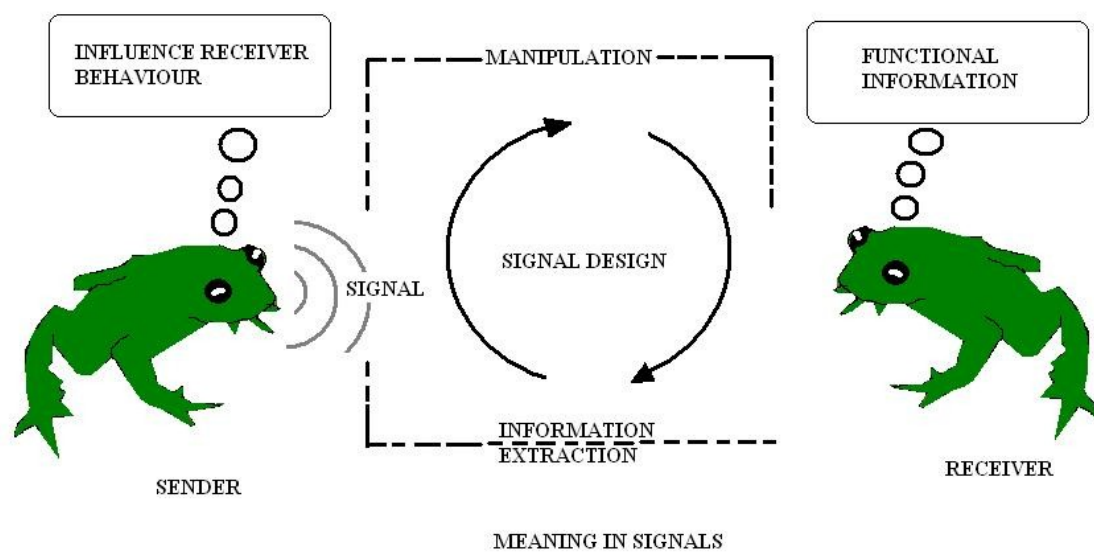 INFLUENCE RECEIVER
BEHAVIOUR
MANIPULATION
FUNCTIONAL
INFORMATION
SIGNAL
SIGNAL DESIGN
INFORMATION
EXTRACTION
SENDER
RECEIVER
MEANING IN SIGNALS